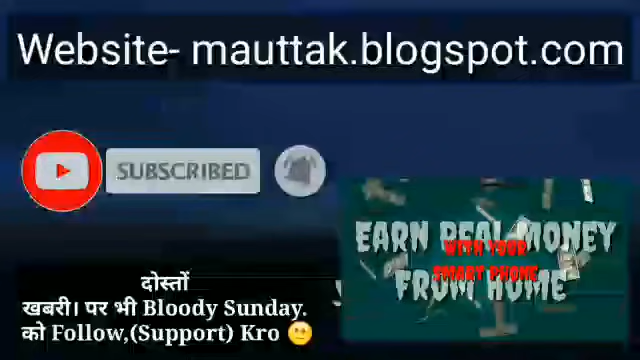 Website- mauttak.blogspot.com
SUBSCRIBED
EARN REAL MONEY
WITH YOUR
SMART PHONE
FROM HOME
दोस्तों
खबरी। पर भी Bloody Sunday.
को Follow,(Support) Kro 🙂